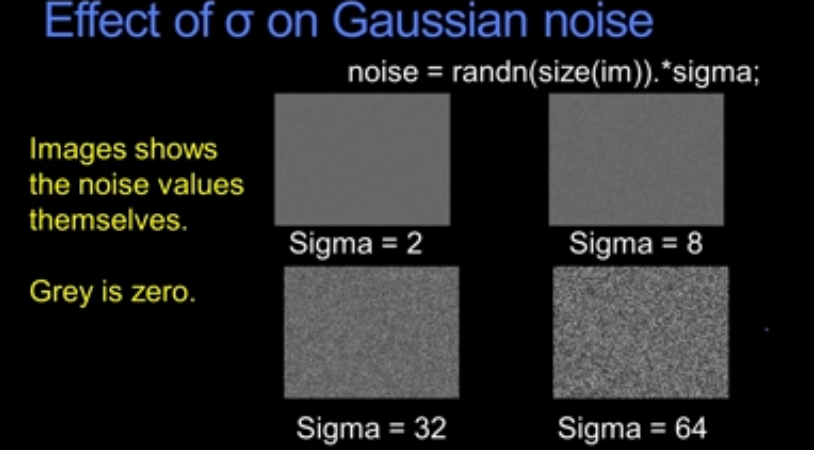 Effect of σ on Gaussian noise
noise = randn(size(im)).*sigma;
Images shows
the noise values
themselves.
Grey is zero.
Sigma = 2
Sigma = 8
Sigma = 32
Sigma = 64